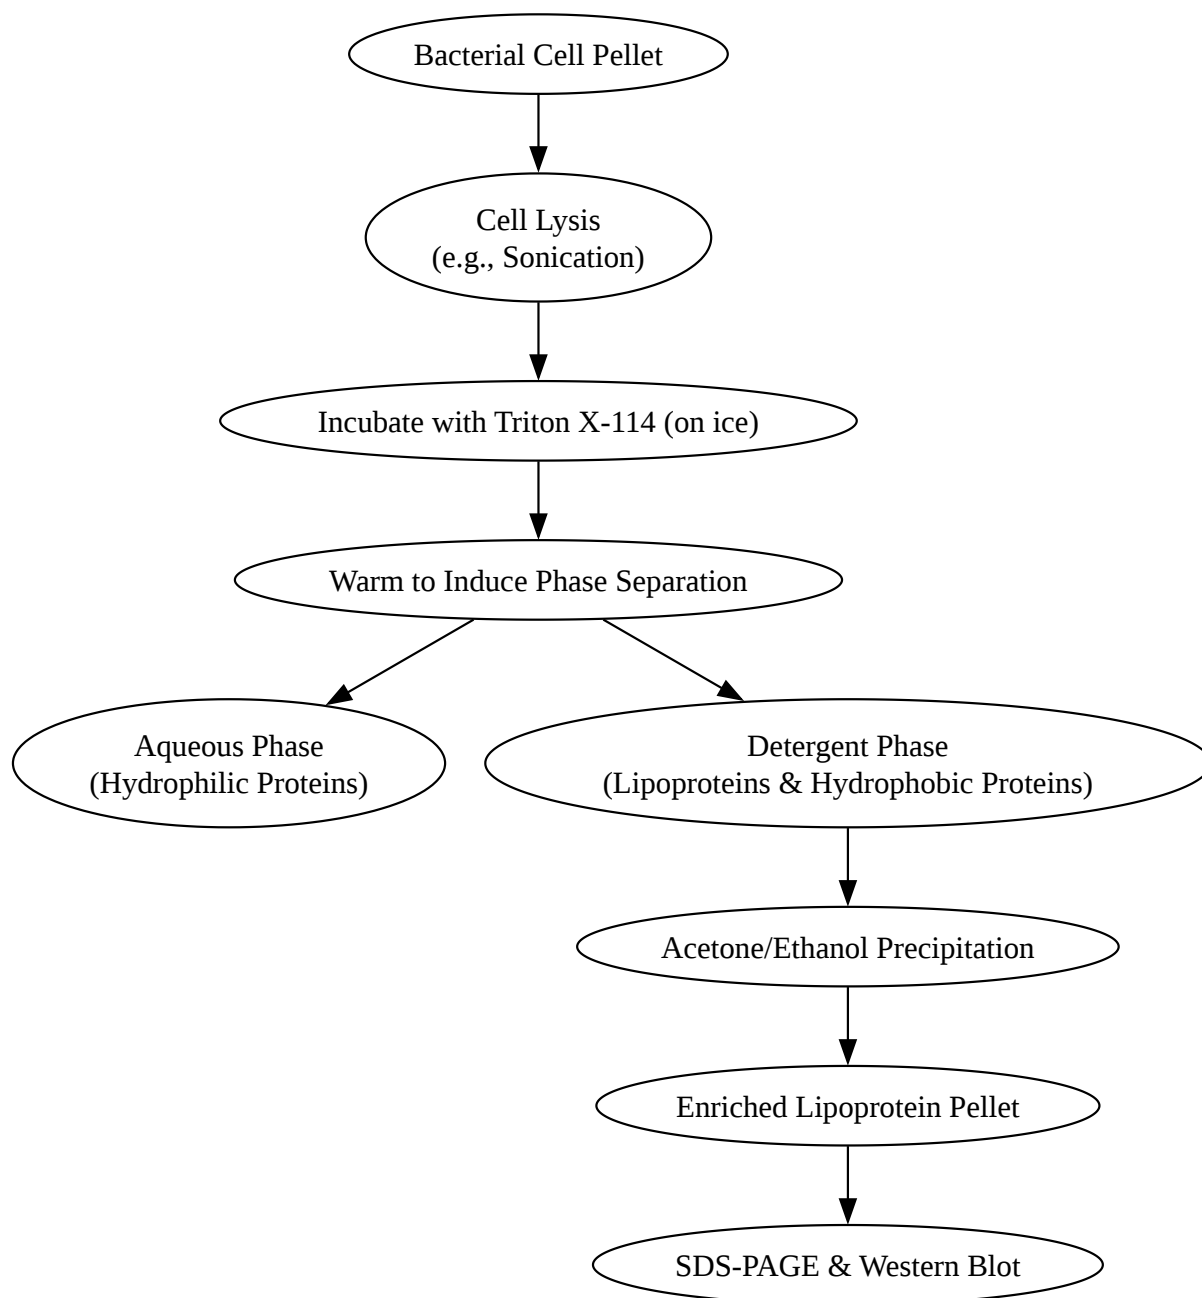 Bacterial Cell Pellet
Cell Lysis
(e.g., Sonication)
Incubate with Triton X-114 (on ice)
Warm to Induce Phase Separation
Aqueous Phase
(Hydrophilic Proteins)
Detergent Phase
(Lipoproteins & Hydrophobic Proteins)
Acetone/Ethanol Precipitation
Enriched Lipoprotein Pellet
SDS-PAGE & Western Blot